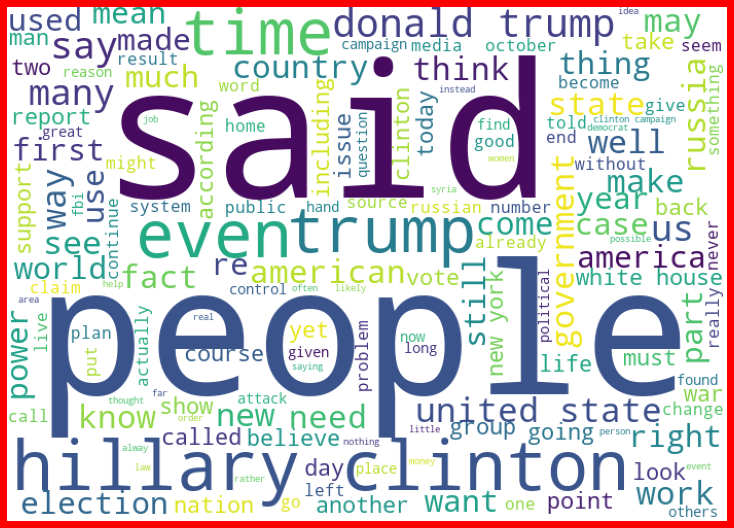 used mean time donald trump idea may
man say made campaign media october take seem
two reason result country think thing
many much word become state give russia something
report great job according home including issue question clinton today instead find good clinton campaign democrat told end well
first might women without
support way fbi use system public hand source syria russian number make year back
see continue even trump come already case us never
world fact re american vote still government possible america
claim help control often likely new york political white house really
area power live plan put actually real course yet given saying problem now long life must part
call far found war
know thought show attack united state change
new need little group going person right
called believe nothing
hillary clinton
alway law order rather day place money look event
election nation go left another want one point work others
said
people